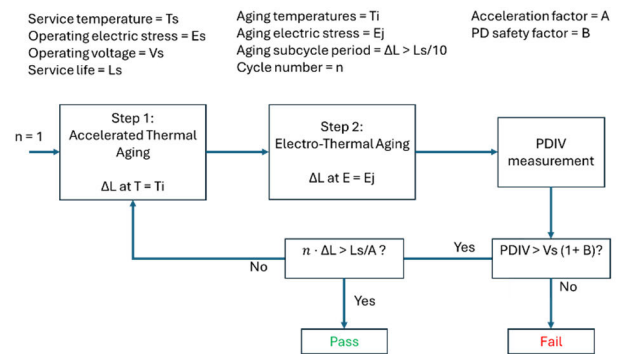 Service temperature = Ts
Operating electric stress = Es
Operating voltage = Vs
Service life = Ls
Aging temperatures = Ti
Aging electric stress = Ej
Aging subcycle period = ΔL > Ls/10
Cycle number = n
Acceleration factor = A
PD safety factor = B
n = 1
Step 1:
Accelerated Thermal
Aging
ΔL at T = Ti
Step 2:
Electro-Thermal Aging
ΔL at E = Ej
PDIV
measurement
n · ΔL > Ls/A ?
Yes
PDIV > Vs (1+ B)?
No
Yes
No
Pass
Fail